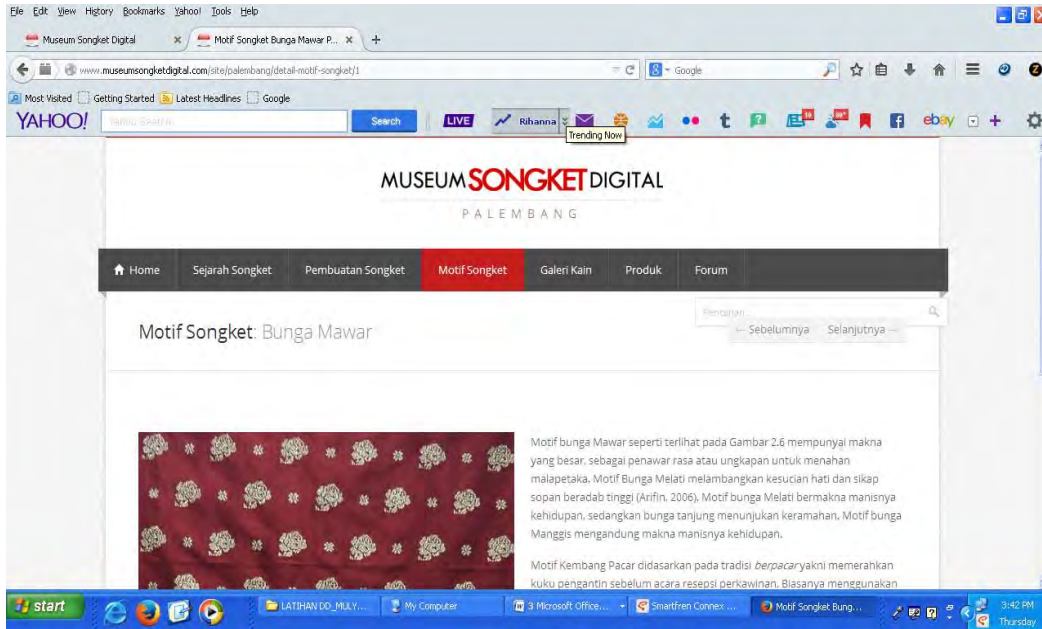 File Edit View History Bookmarks Yahoo! Tools Help
Museum Songket Digital × Motif Songket Bunga Mawar P... × +
www.museumsongketdigital.com/site/palembang/detail-motif-songket/1 Google
Most Visited Getting Started Latest Headlines Google
YAHOO! Search LIVE Rihanna ebay
Trending Now
MUSEUM SONGKET DIGITAL
PALEMBANG
Home Sejarah Songket Pembuatan Songket Motif Songket Galeri Kain Produk Forum
Pencarian
Motif Songket: Bunga Mawar
← Sebelumnya Selanjutnya →
Motif bunga Mawar seperti terlihat pada Gambar 2.6 mempunyai makna
yang besar, sebagai penawar rasa atau ungkapan untuk menahan
malapetaka. Motif Bunga Melati melambangkan kesucian hati dan sikap
sopan beradab tinggi (Arifin, 2006). Motif bunga Melati bermakna manisnya
kehidupan, sedangkan bunga tanjung menunjukan keramahan. Motif bunga
Manggis mengandung makna manisnya kehidupan.
Motif Kembang Pacar didasarkan pada tradisi berpacar yakni memerahkan
kuku pengantin sebelum acara resepsi perkawinan. Biasanya menggunakan
start LATIHAN DD_MULY... My Computer 3 Microsoft Office... Smartfren Connex ... Motif Songket Bung... 3:42 PM
Thursday